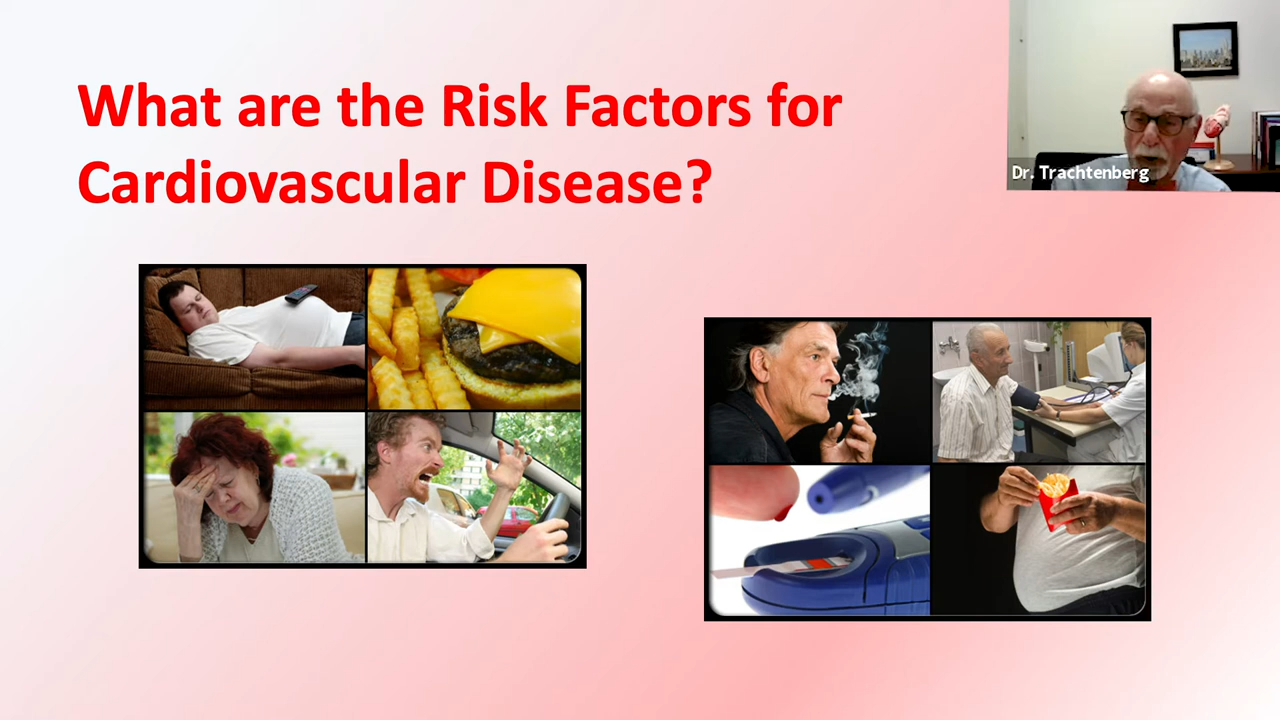 What are the Risk Factors for
Cardiovascular Disease?
Dr. Trachtenberg